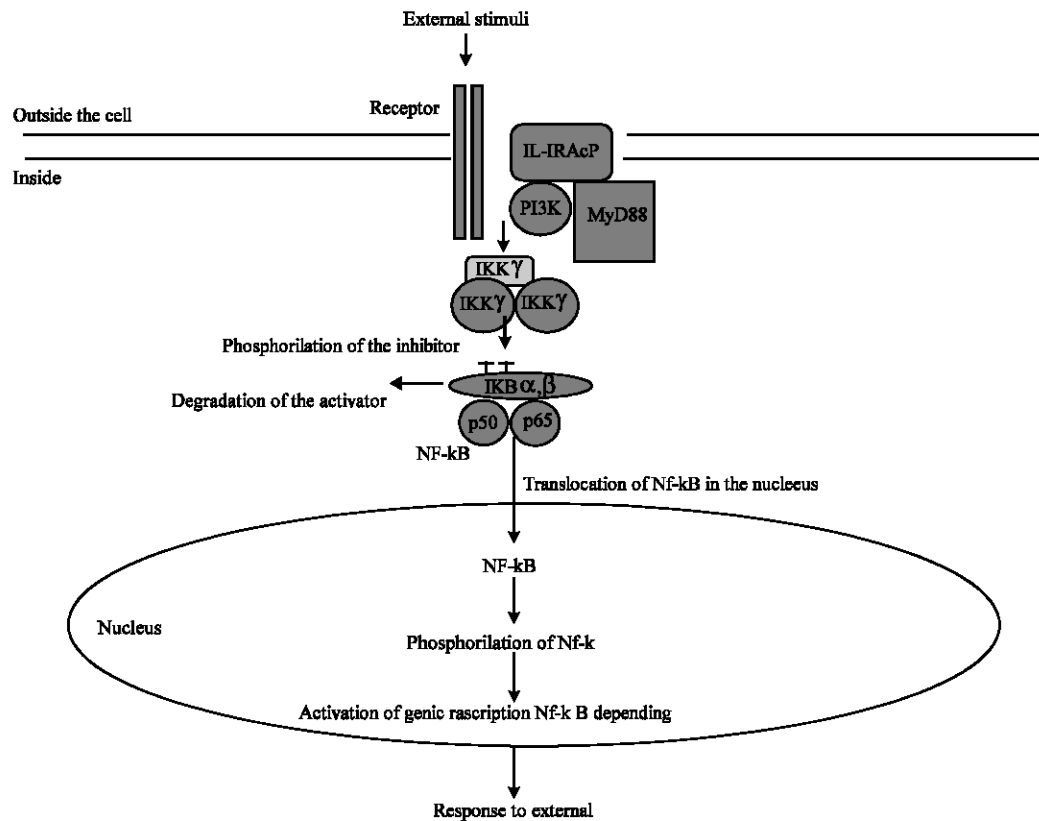 External stimuli
Receptor
Outside the cell
IL-IRAcP
Inside
PI3K
MyD88
IKKγ
IKKγ
IKKγ
Phosphorilation of the inhibitor
IKBα,β
Degradation of the activator
p50
p65
NF-kB
Translocation of Nf-kB in the nucleeus
NF-kB
Nucleus
Phosphorilation of Nf-k
Activation of genic rascription Nf-k B depending
Response to external